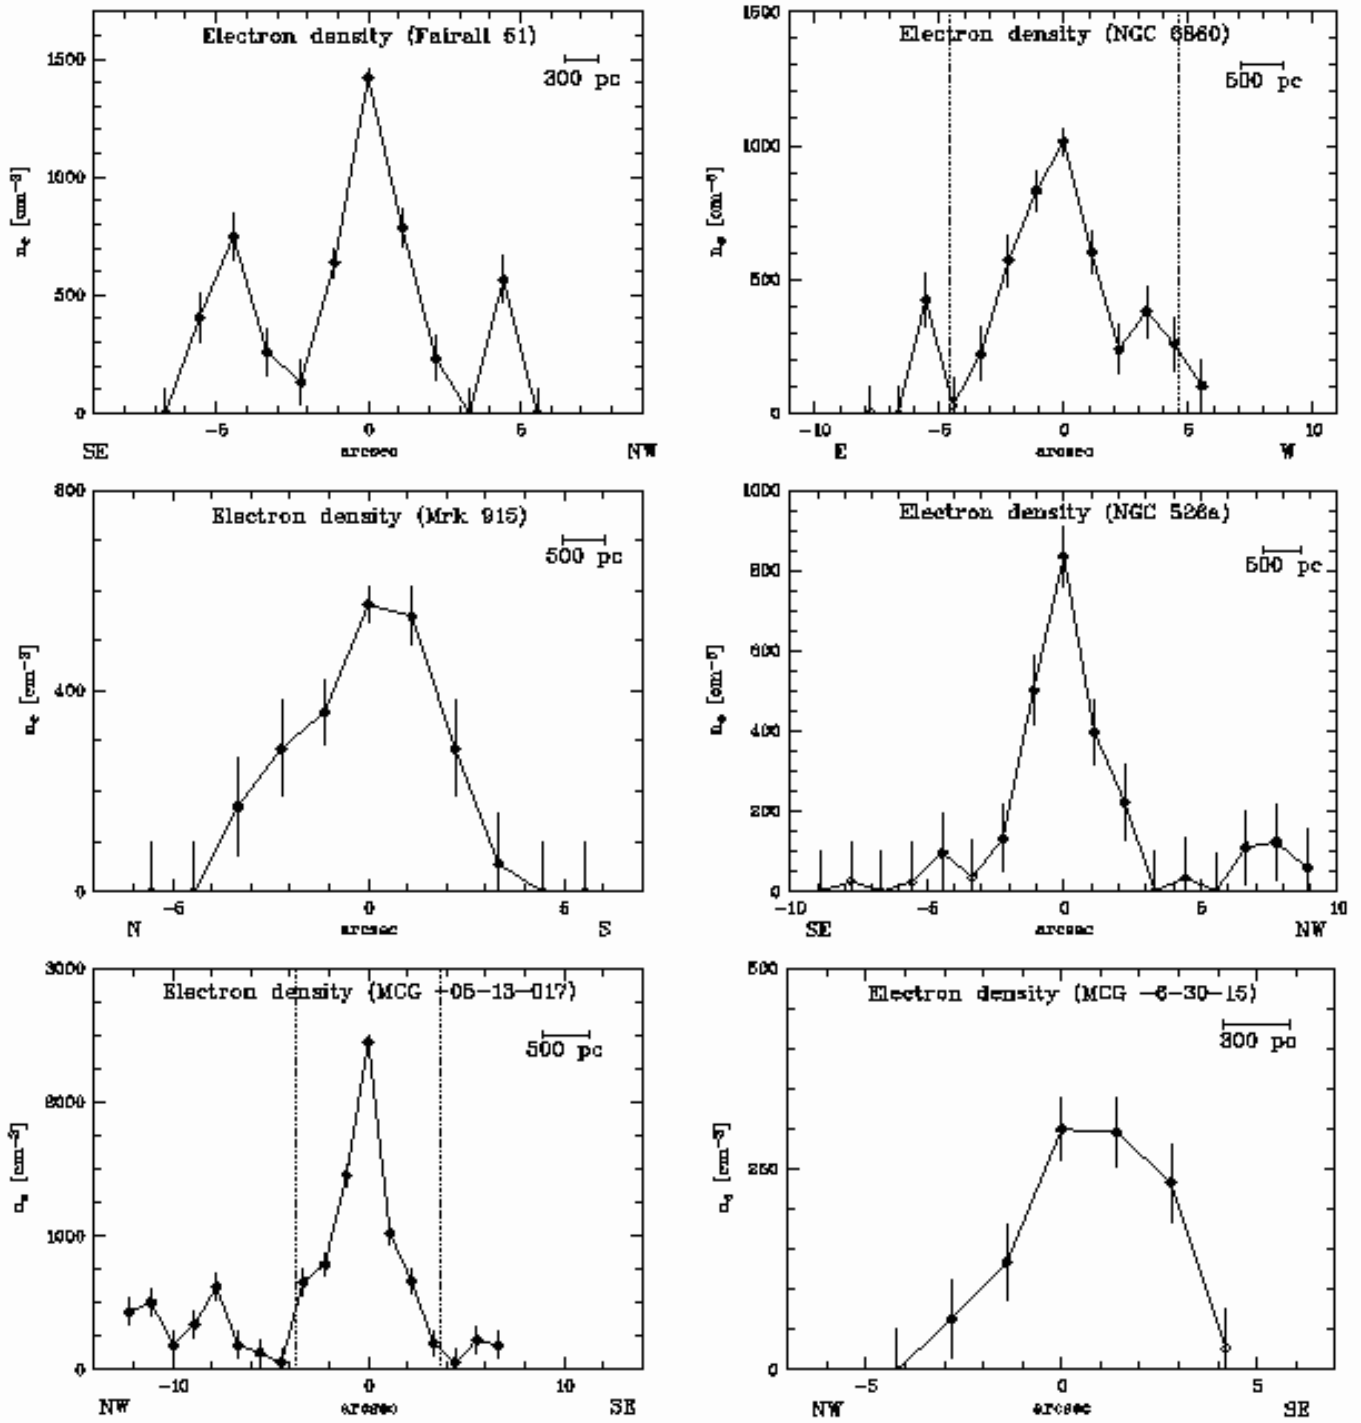 Electron density (Fairall 51)
300 pc
1500
1000
500
0
n_e [cm⁻³]
-5
0
5
SE
arcsec
NW
Electron density (NGC 6860)
500 pc
1500
1000
500
0
n_e [cm⁻³]
-10
-5
0
5
10
E
arcsec
W
Electron density (Mrk 915)
500 pc
800
400
0
n_e [cm⁻³]
-5
0
5
N
arcsec
S
Electron density (NGC 526a)
500 pc
1000
800
600
400
200
0
n_e [cm⁻³]
-10
-5
0
5
10
SE
arcsec
NW
Electron density (MCG -05-13-017)
500 pc
3000
2000
1000
0
n_e [cm⁻³]
-10
0
10
NW
arcsec
SE
Electron density (MCG -6-30-15)
300 pc
500
250
0
n_e [cm⁻³]
-5
0
5
NW
arcsec
SE